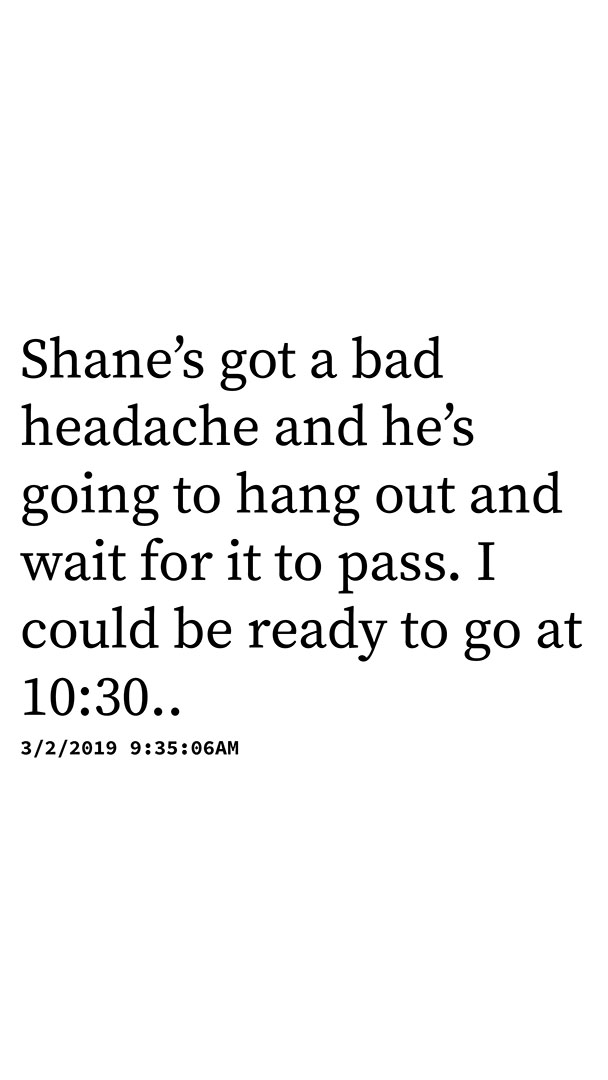 Shane’s got a bad
headache and he’s
going to hang out and
wait for it to pass. I
could be ready to go at
10:30..
3/2/2019 9:35:06AM